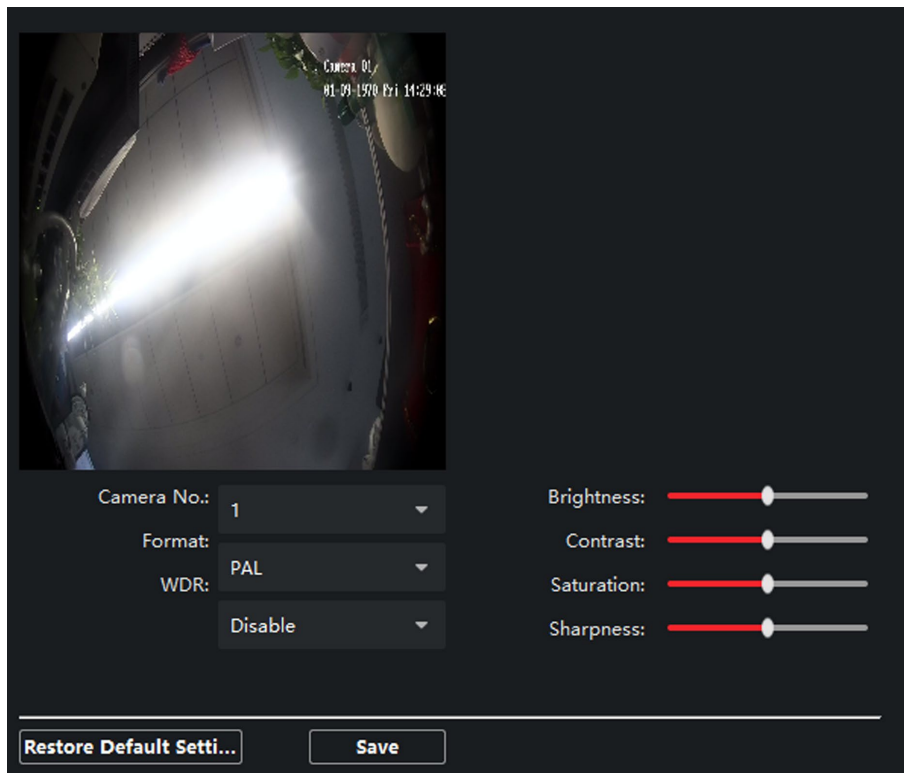 Camera 01
01-09-1970 Fri 14:29:
Camera No.:
1
Format:
PAL
WDR:
Disable
Brightness:
Contrast:
Saturation:
Sharpness:
Restore Default Setti...
Save